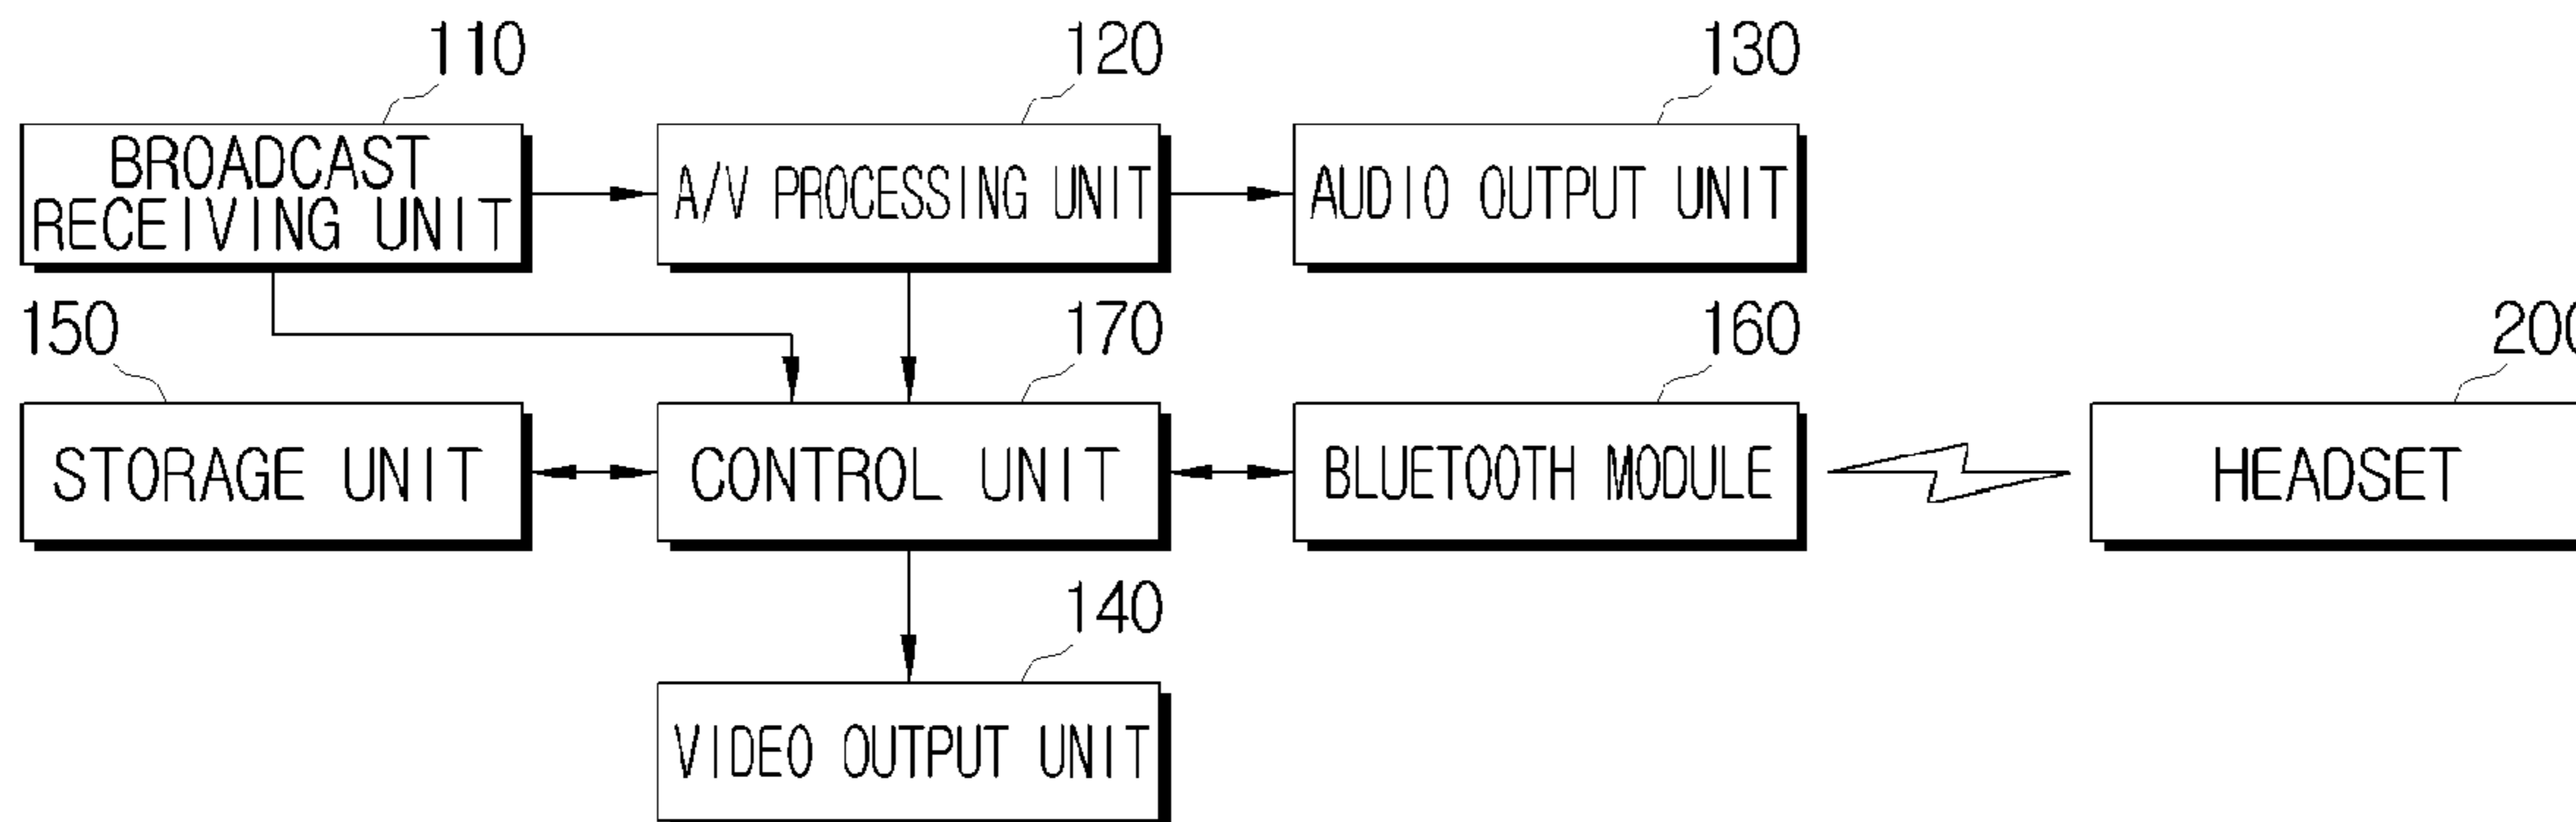 110
120
130
BROADCAST
RECEIVING UNIT
A/V PROCESSING UNIT
AUDIO OUTPUT UNIT
150
170
160
200
STORAGE UNIT
CONTROL UNIT
BLUETOOTH MODULE
HEADSET
140
VIDEO OUTPUT UNIT